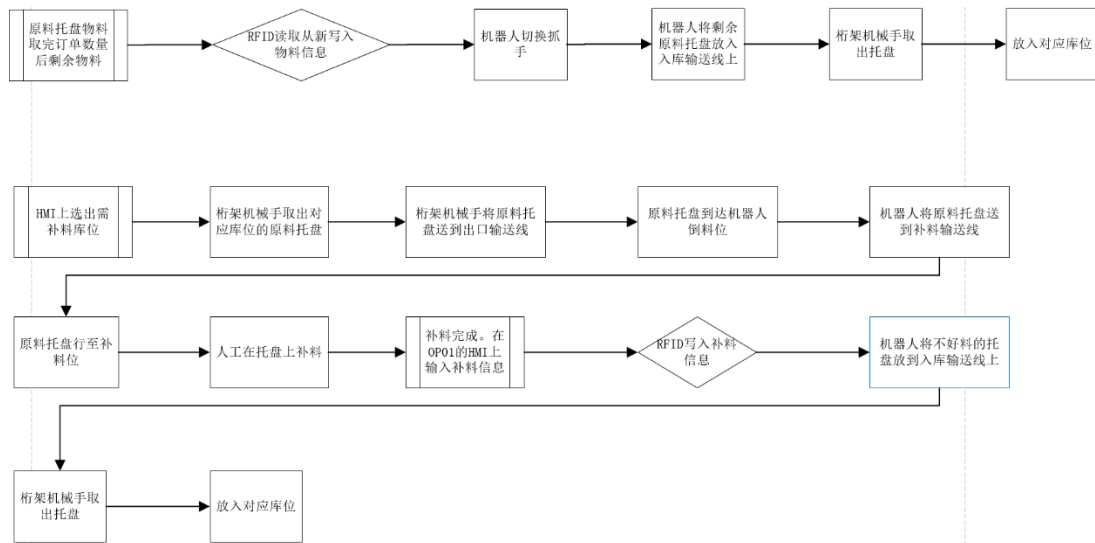 原料托盘物料
取完订单数量
后剩余物料
RFID读取从新写入
物料信息
机器人切换抓
手
机器人将剩余
原料托盘放入
入库输送线上
桁架机械手取
出托盘
放入对应库位
HMI上选出需
补料库位
桁架机械手取出对
应库位的原料托盘
桁架机械手将原料托
盘送到出口输送线
原料托盘到达机器人
倒料位
机器人将原料托盘送
到补料输送线
原料托盘行至补
料位
人工在托盘上补料
补料完成。在
OP01的HMI上
输入补料信息
RFID写入补料
信息
机器人将不好料的托
盘放到入库输送线上
桁架机械手取
出托盘
放入对应库位